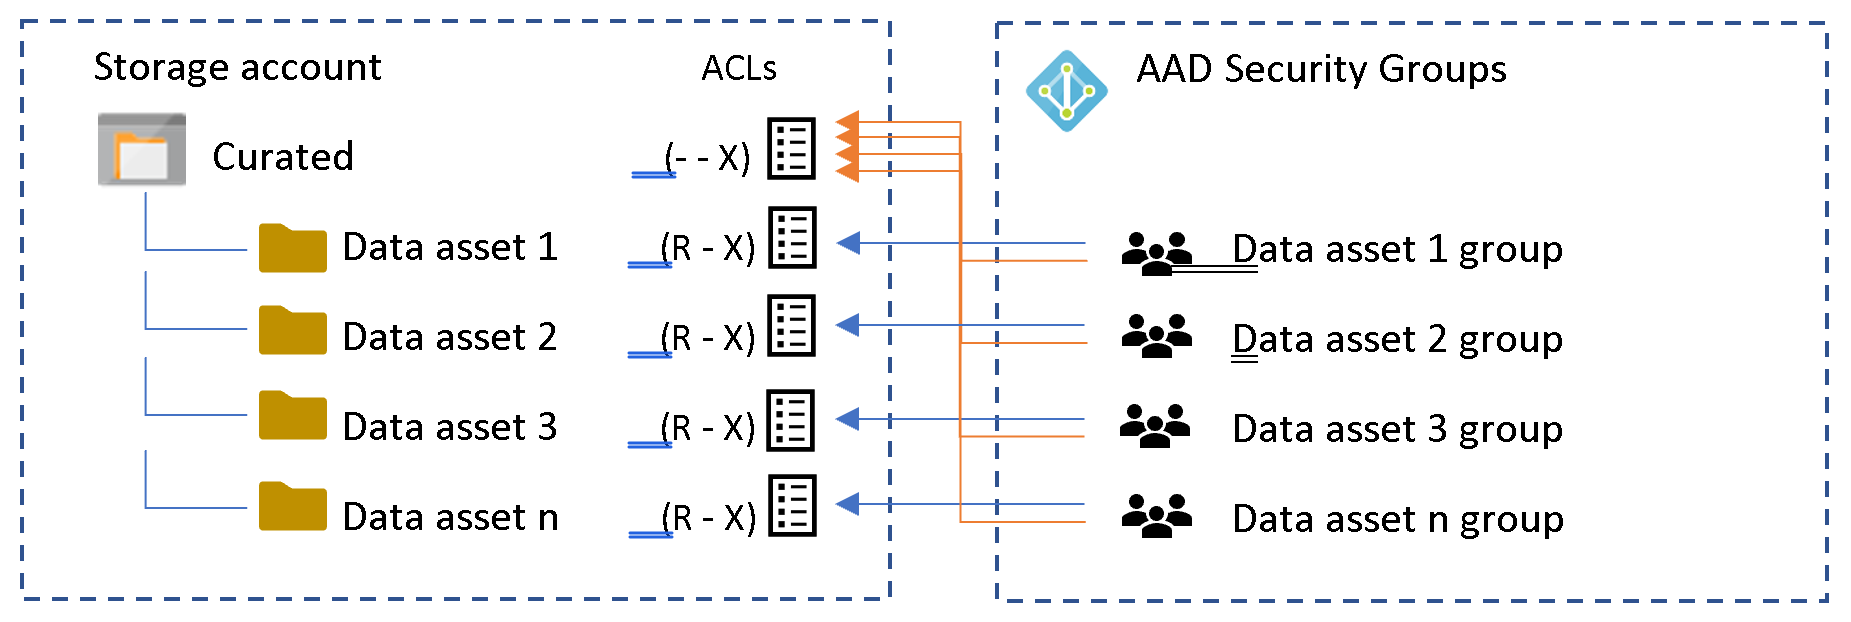 Storage account
ACLs
AAD Security Groups
Curated
(- - X)
Data asset 1
(R - X)
Data asset 1 group
Data asset 2
(R - X)
Data asset 2 group
Data asset 3
(R - X)
Data asset 3 group
Data asset n
(R - X)
Data asset n group